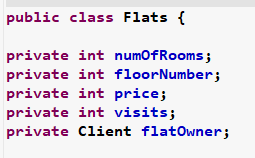 public class Flats {
private int numOfRooms;
private int floorNumber;
private int price;
private int visits;
private Client flatOwner;